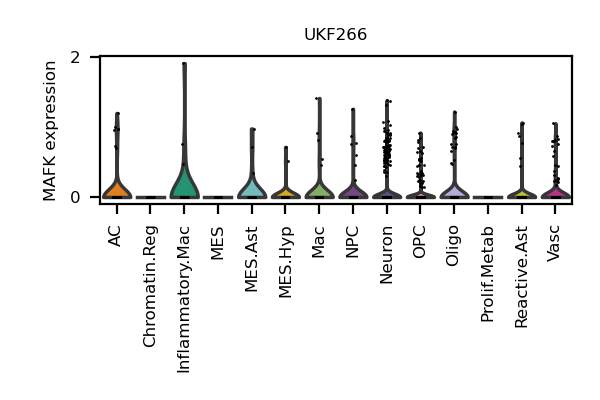 UKF266
MAFK expression
2
0
AC
Chromatin.Reg
Inflammatory.Mac
MES
MES.Ast
MES.Hyp
Mac
NPC
Neuron
OPC
Oligo
Prolif.Metab
Reactive.Ast
Vasc